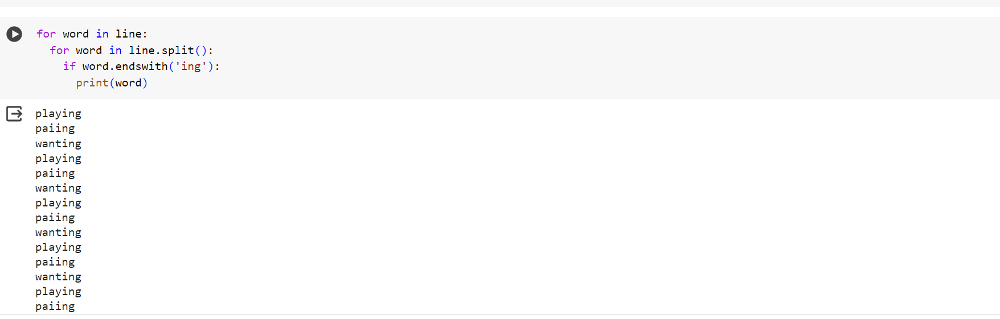 for word in line:
  for word in line.split():
    if word.endswith('ing'):
      print(word)
playing
paiing
wanting
playing
paiing
wanting
playing
paiing
wanting
playing
paiing
wanting
playing
paiing